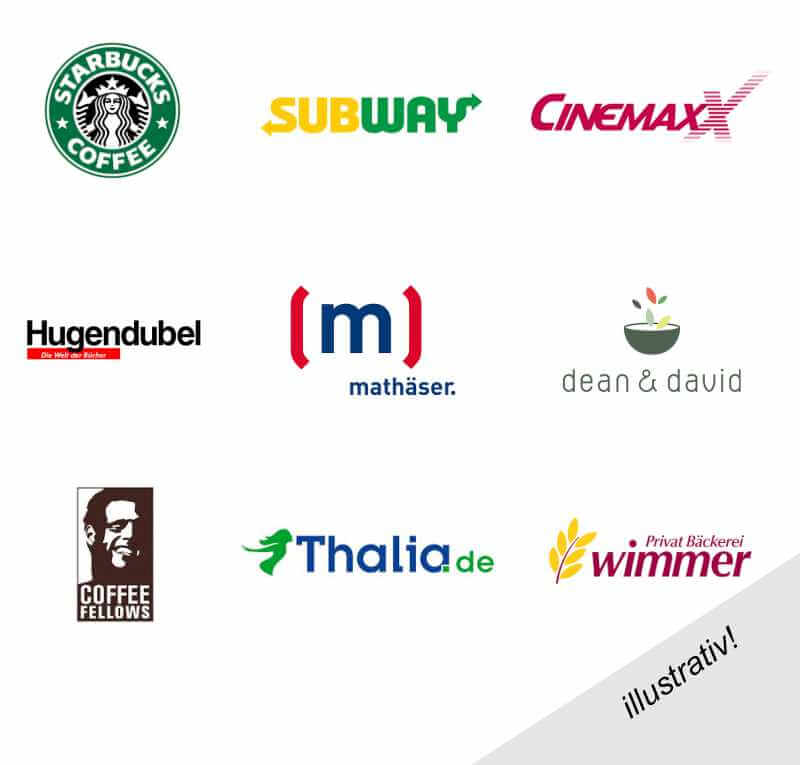 STARBUCKS
COFFEE
SUBWAY
CINEMAXX
Hugendubel
Die Welt der Bücher
(m)
mathäser.
dean & david
COFFEE
FELLOWS
Thalia.de
Privat Bäckerei
wimmer
illustrativ!